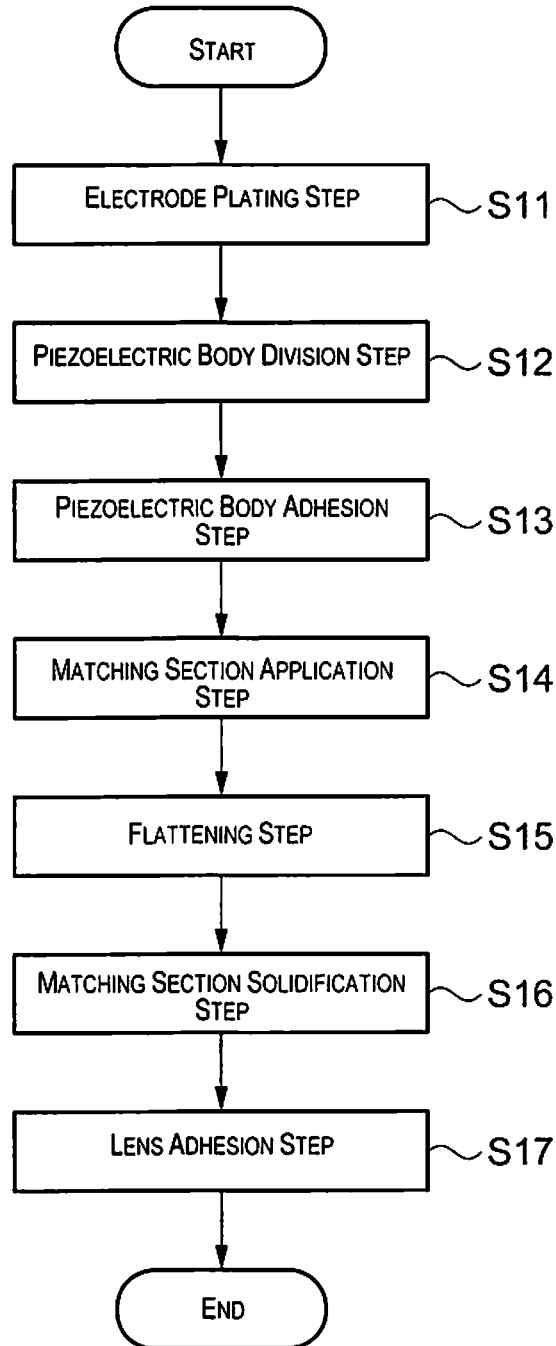 START
ELECTRODE PLATING STEP
S11
PIEZOELECTRIC BODY DIVISION STEP
S12
PIEZOELECTRIC BODY ADHESION
STEP
S13
MATCHING SECTION APPLICATION
STEP
S14
FLATTENING STEP
S15
MATCHING SECTION SOLIDIFICATION
STEP
S16
LENS ADHESION STEP
S17
END